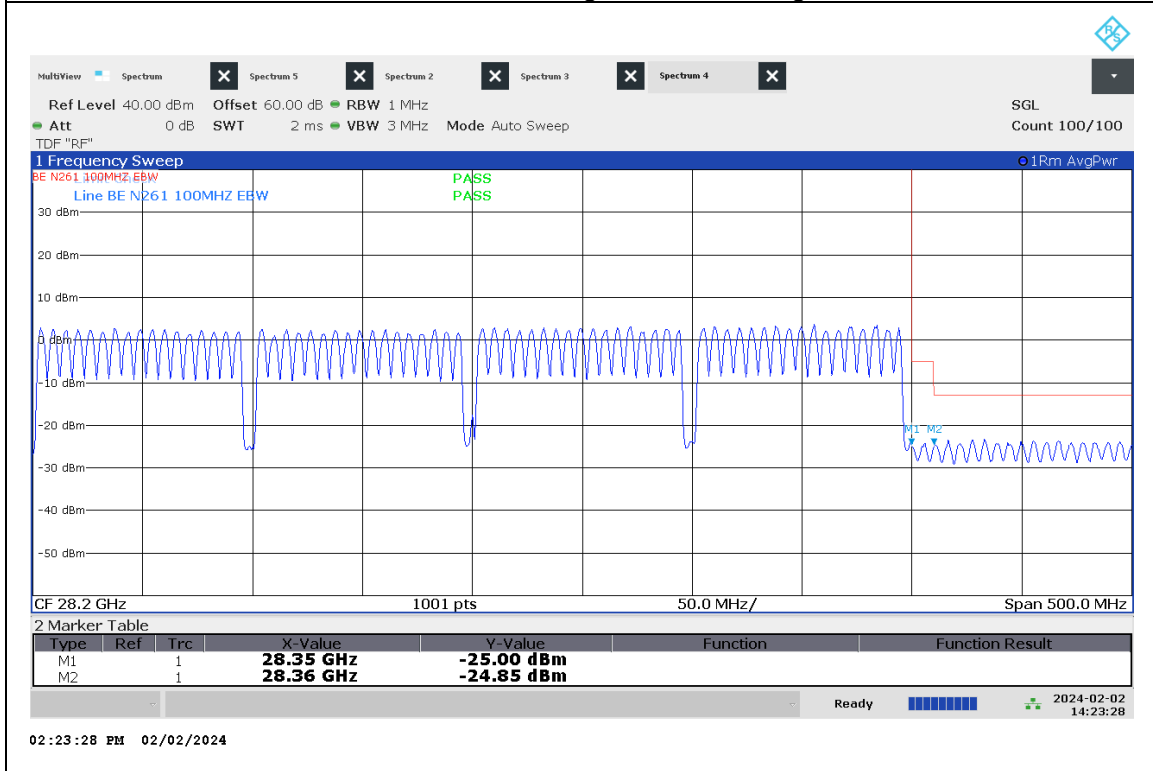 R&S
MultiView Spectrum Spectrum 5 Spectrum 2 Spectrum 3 Spectrum 4
Ref Level 40.00 dBm Offset 60.00 dB RBW 1 MHz SGL
Att 0 dB SWT 2 ms VBW 3 MHz Mode Auto Sweep Count 100/100
TDF "RF"
1 Frequency Sweep 1Rm AvgPwr
BE N261 100MHZ EBW PASS
Line BE N261 100MHZ EBW PASS
30 dBm
20 dBm
10 dBm
0 dBm
-10 dBm
-20 dBm
M1 M2
-30 dBm
-40 dBm
-50 dBm
CF 28.2 GHz 1001 pts 50.0 MHz/ Span 500.0 MHz
2 Marker Table
Type Ref Trc X-Value Y-Value Function Function Result
M1 1 28.35 GHz -25.00 dBm
M2 1 28.36 GHz -24.85 dBm
Ready 2024-02-02
14:23:28
02:23:28 PM 02/02/2024